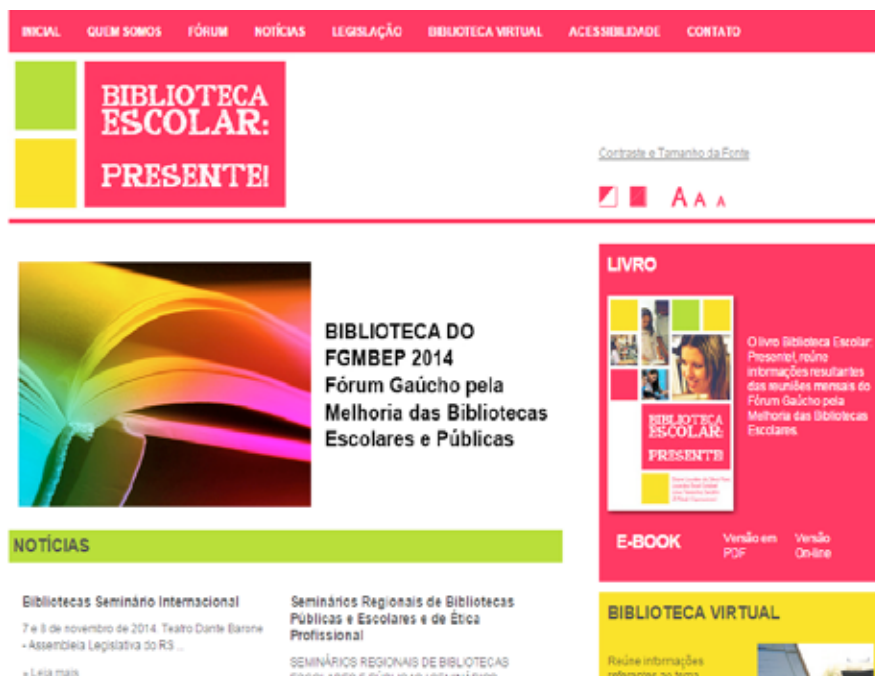 INICIAL QUEM SOMOS FÓRUM NOTÍCIAS LEGISLAÇÃO BIBLIOTECA VIRTUAL ACESSIBILIDADE CONTATO
BIBLIOTECA
ESCOLAR:
PRESENTE!
Contraste e Tamanho da Fonte
A A A
BIBLIOTECA DO
FGMBEP 2014
Fórum Gaúcho pela
Melhoria das Bibliotecas
Escolares e Públicas
LIVRO
BIBLIOTECA
ESCOLAR:
PRESENTE!
O livro Biblioteca Escolar:
Presente!, reúne
informações resultantes
das reuniões mensais do
Fórum Gaúcho pela
Melhoria das Bibliotecas
Escolares.
E-BOOK
Versão em
PDF
Versão
On-line
NOTÍCIAS
Bibliotecas Seminário Internacional
7 e 8 de novembro de 2014. Teatro Dante Barone
- Assembleia Legislativa do RS ...
» Leia mais
Seminários Regionais de Bibliotecas
Públicas e Escolares e de Ética
Profissional
SEMINÁRIOS REGIONAIS DE BIBLIOTECAS
BIBLIOTECA VIRTUAL
Reúne informações
referentes ao tema